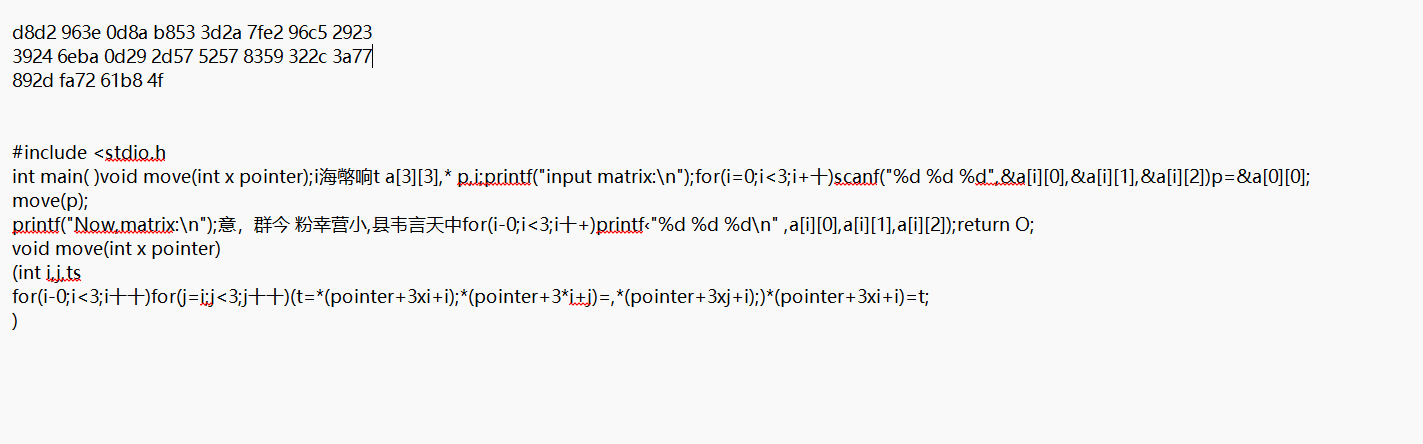 d8d2 963e 0d8a b853 3d2a 7fe2 96c5 2923
3924 6eba 0d29 2d57 5257 8359 322c 3a77
892d fa72 61b8 4f
#include <stdio.h
int main( )void move(int x pointer);i海幣响t a[3][3],* p,i;printf("input matrix:\n");for(i=0;i<3;i+十)scanf("%d %d %d",&a[i][0],&a[i][1],&a[i][2])p=&a[0][0];
move(p);
printf("Now,matrix:\n");意，群今 粉幸营小,县韦言天中for(i-0;i<3;i十+)printf‹"%d %d %d\n" ,a[i][0],a[i][1],a[i][2]);return O;
void move(int x pointer)
(int i,j,ts
for(i-0;i<3;i十十)for(j=i;j<3;j十十)(t=*(pointer+3xi+i);*(pointer+3*i+j)=,*(pointer+3xj+i);)*(pointer+3xi+i)=t;
)